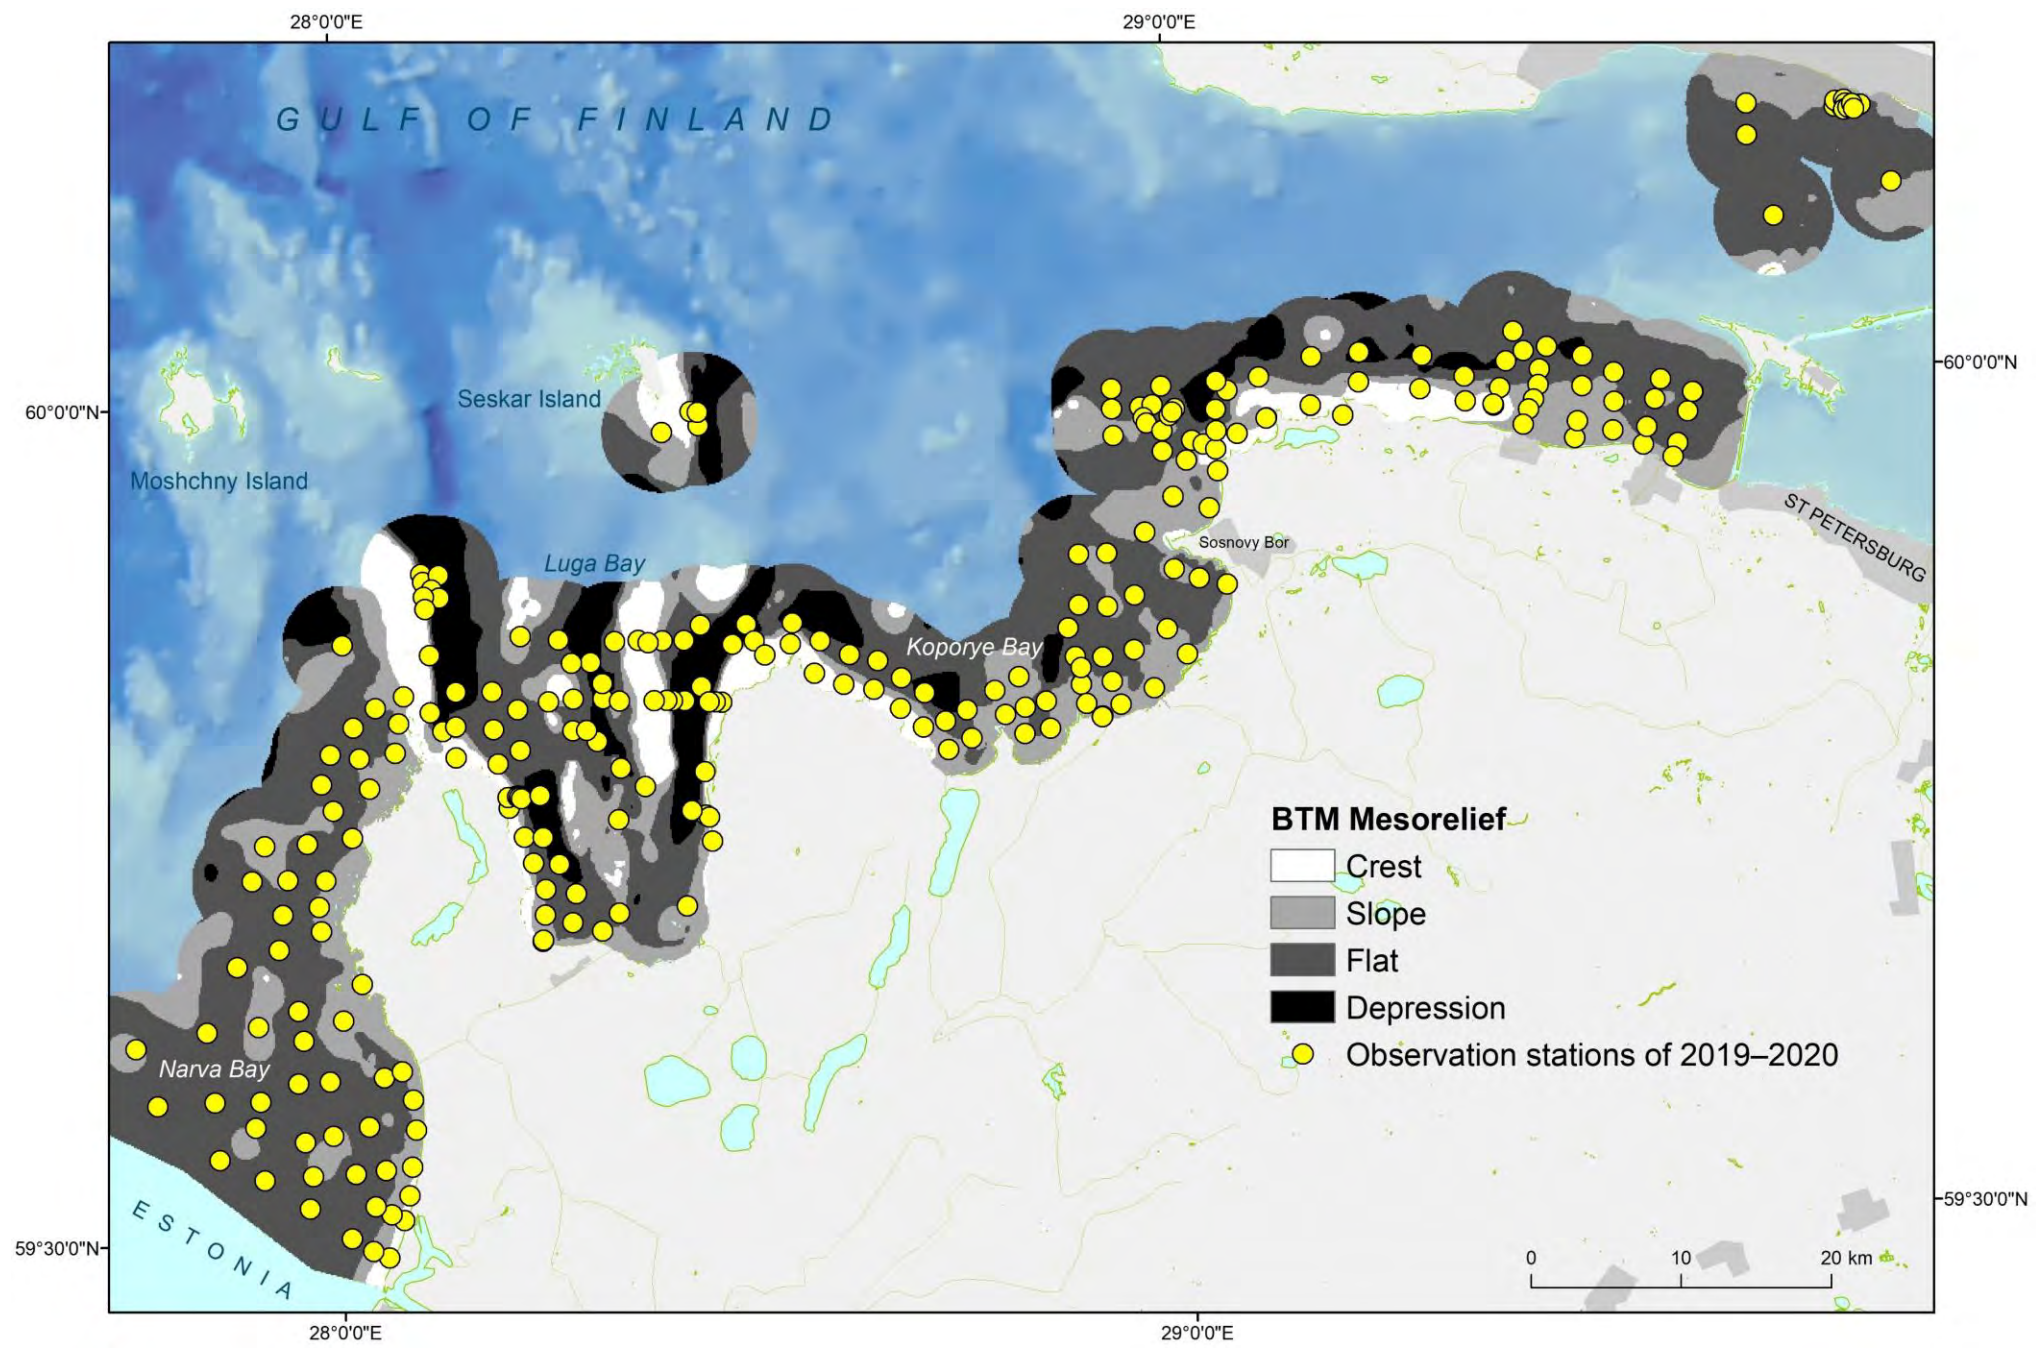 28°0'0"E 29°0'0"E
GULF OF FINLAND
60°0'0"N
Seskar Island
60°0'0"N
Moshchny Island
ST PETERSBURG
Sosnovy Bor
Luga Bay
Koporye Bay
BTM Mesorelief
Crest
Slope
Flat
Depression
Observation stations of 2019–2020
Narva Bay
ESTONIA
59°30'0"N
59°30'0"N
0 10 20 km
28°0'0"E 29°0'0"E